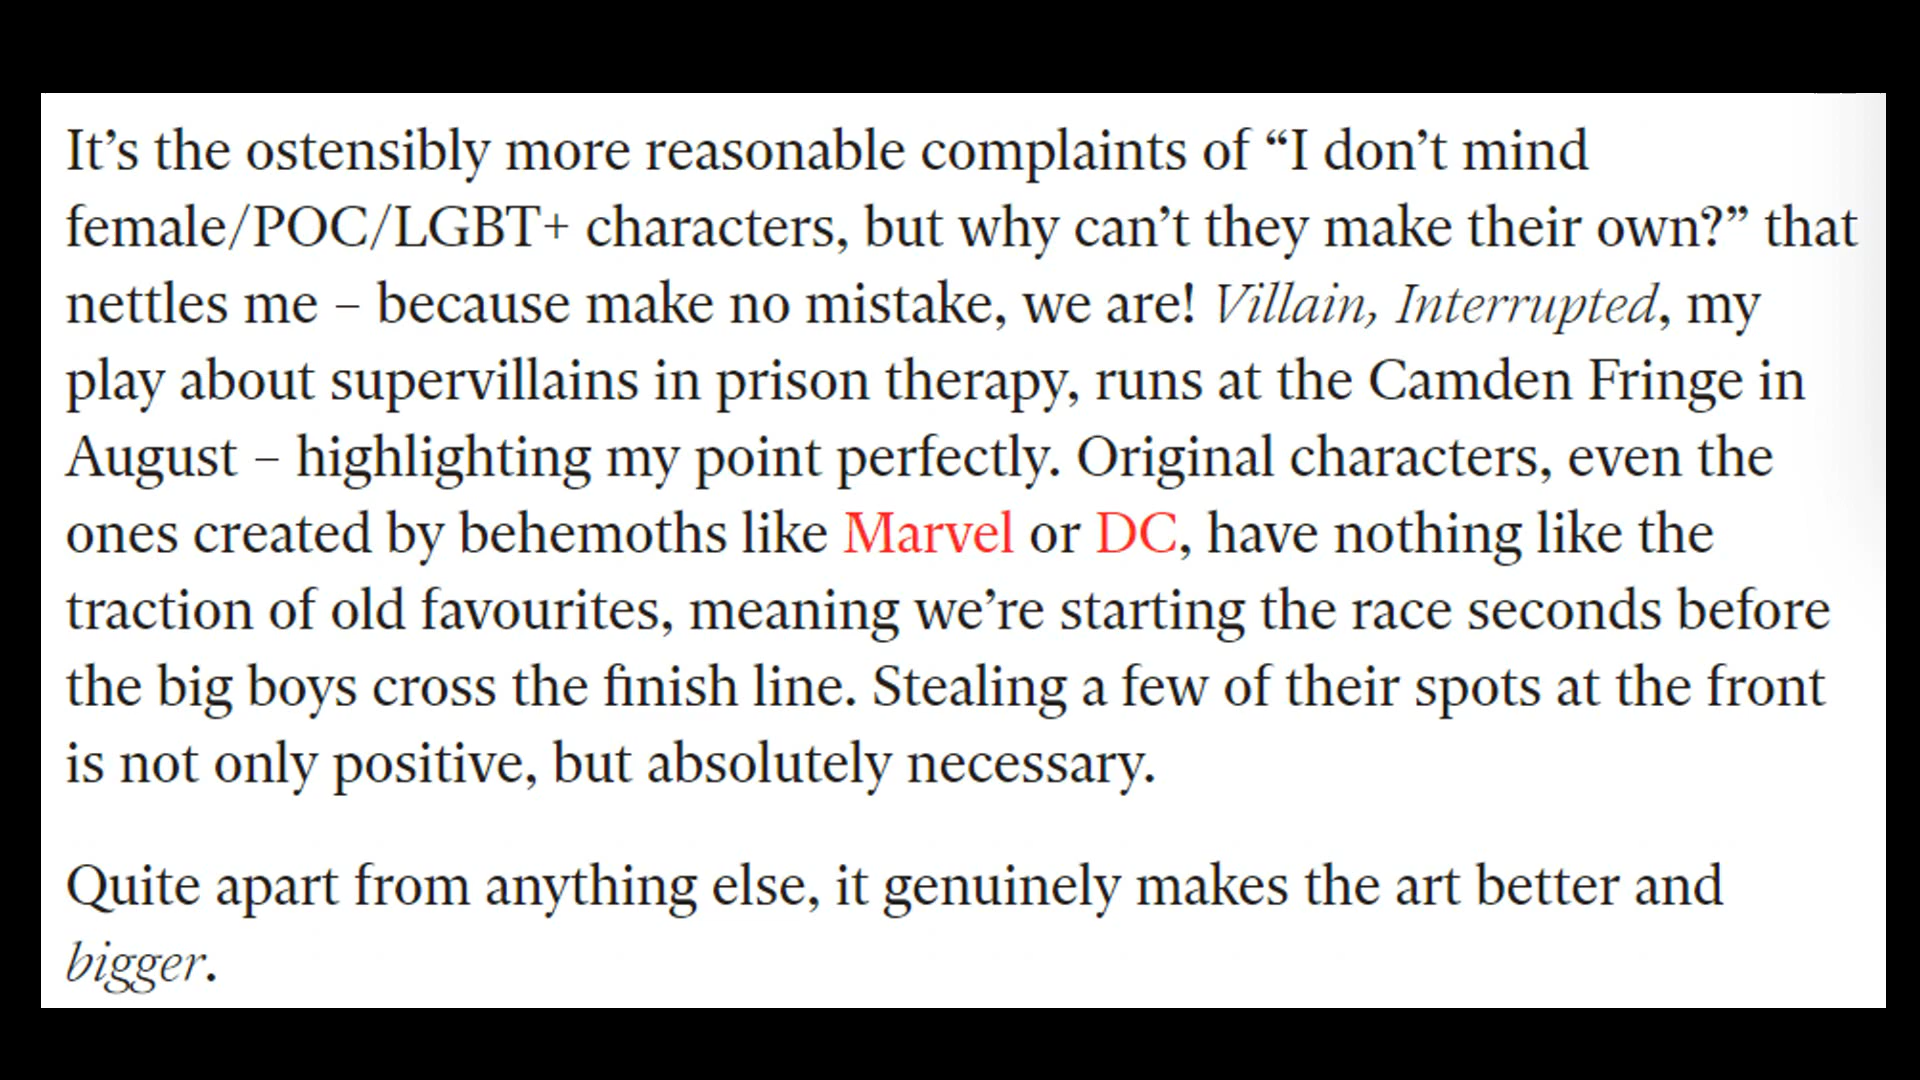 It’s the ostensibly more reasonable complaints of “I don’t mind
female/POC/LGBT+ characters, but why can’t they make their own?” that
nettles me – because make no mistake, we are! Villain, Interrupted, my
play about supervillains in prison therapy, runs at the Camden Fringe in
August – highlighting my point perfectly. Original characters, even the
ones created by behemoths like Marvel or DC, have nothing like the
traction of old favourites, meaning we’re starting the race seconds before
the big boys cross the finish line. Stealing a few of their spots at the front
is not only positive, but absolutely necessary.
Quite apart from anything else, it genuinely makes the art better and
bigger.